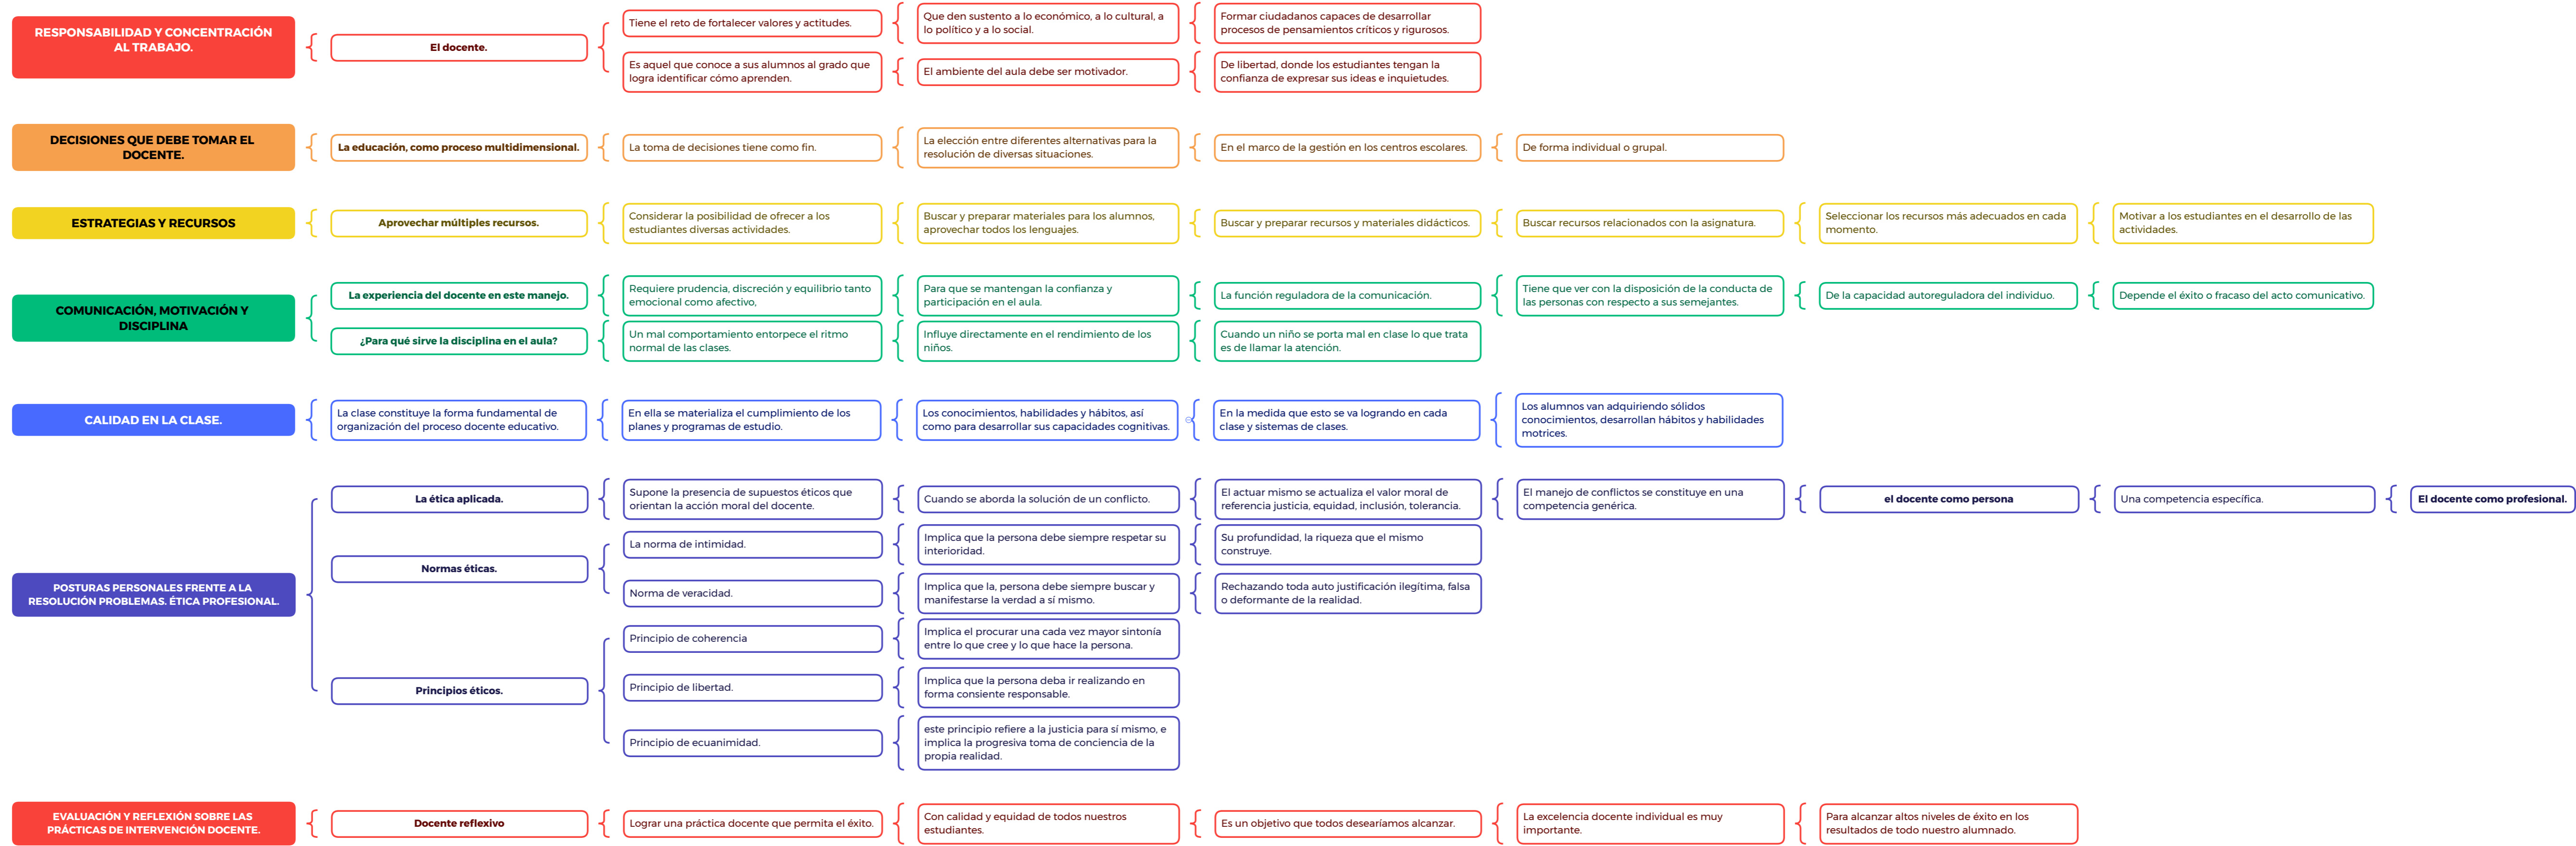 RESPONSABILIDAD Y CONCENTRACIÓN
AL TRABAJO.
El docente.
Tiene el reto de fortalecer valores y actitudes.
Que den sustento a lo económico, a lo cultural, a
lo político y a lo social.
Formar ciudadanos capaces de desarrollar
procesos de pensamientos críticos y rigurosos.
Es aquel que conoce a sus alumnos al grado que
logra identificar cómo aprenden.
El ambiente del aula debe ser motivador.
De libertad, donde los estudiantes tengan la
confianza de expresar sus ideas e inquietudes.
DECISIONES QUE DEBE TOMAR EL
DOCENTE.
La educación, como proceso multidimensional.
La toma de decisiones tiene como fin.
La elección entre diferentes alternativas para la
resolución de diversas situaciones.
En el marco de la gestión en los centros escolares.
De forma individual o grupal.
ESTRATEGIAS Y RECURSOS
Aprovechar múltiples recursos.
Considerar la posibilidad de ofrecer a los
estudiantes diversas actividades.
Buscar y preparar materiales para los alumnos,
aprovechar todos los lenguajes.
Buscar y preparar recursos y materiales didácticos.
Buscar recursos relacionados con la asignatura.
Seleccionar los recursos más adecuados en cada
momento.
Motivar a los estudiantes en el desarrollo de las
actividades.
COMUNICACIÓN, MOTIVACIÓN Y
DISCIPLINA
La experiencia del docente en este manejo.
Requiere prudencia, discreción y equilibrio tanto
emocional como afectivo,
Para que se mantengan la confianza y
participación en el aula.
La función reguladora de la comunicación.
Tiene que ver con la disposición de la conducta de
las personas con respecto a sus semejantes.
De la capacidad autoreguladora del individuo.
Depende el éxito o fracaso del acto comunicativo.
¿Para qué sirve la disciplina en el aula?
Un mal comportamiento entorpece el ritmo
normal de las clases.
Influye directamente en el rendimiento de los
niños.
Cuando un niño se porta mal en clase lo que trata
es de llamar la atención.
CALIDAD EN LA CLASE.
La clase constituye la forma fundamental de
organización del proceso docente educativo.
En ella se materializa el cumplimiento de los
planes y programas de estudio.
Los conocimientos, habilidades y hábitos, así
como para desarrollar sus capacidades cognitivas.
En la medida que esto se va logrando en cada
clase y sistemas de clases.
Los alumnos van adquiriendo sólidos
conocimientos, desarrollan hábitos y habilidades
motrices.
POSTURAS PERSONALES FRENTE A LA
RESOLUCIÓN PROBLEMAS. ÉTICA PROFESIONAL.
La ética aplicada.
Supone la presencia de supuestos éticos que
orientan la acción moral del docente.
Cuando se aborda la solución de un conflicto.
El actuar mismo se actualiza el valor moral de
referencia justicia, equidad, inclusión, tolerancia.
El manejo de conflictos se constituye en una
competencia genérica.
el docente como persona
Una competencia específica.
El docente como profesional.
Normas éticas.
La norma de intimidad.
Implica que la persona debe siempre respetar su
interioridad.
Su profundidad, la riqueza que el mismo
construye.
Norma de veracidad.
Implica que la, persona debe siempre buscar y
manifestarse la verdad a sí mismo.
Rechazando toda auto justificación ilegítima, falsa
o deformante de la realidad.
Principios éticos.
Principio de coherencia
Implica el procurar una cada vez mayor sintonía
entre lo que cree y lo que hace la persona.
Principio de libertad.
Implica que la persona deba ir realizando en
forma consiente responsable.
Principio de ecuanimidad.
este principio refiere a la justicia para sí mismo, e
implica la progresiva toma de conciencia de la
propia realidad.
EVALUACIÓN Y REFLEXIÓN SOBRE LAS
PRÁCTICAS DE INTERVENCIÓN DOCENTE.
Docente reflexivo
Lograr una práctica docente que permita el éxito.
Con calidad y equidad de todos nuestros
estudiantes.
Es un objetivo que todos desearíamos alcanzar.
La excelencia docente individual es muy
importante.
Para alcanzar altos niveles de éxito en los
resultados de todo nuestro alumnado.